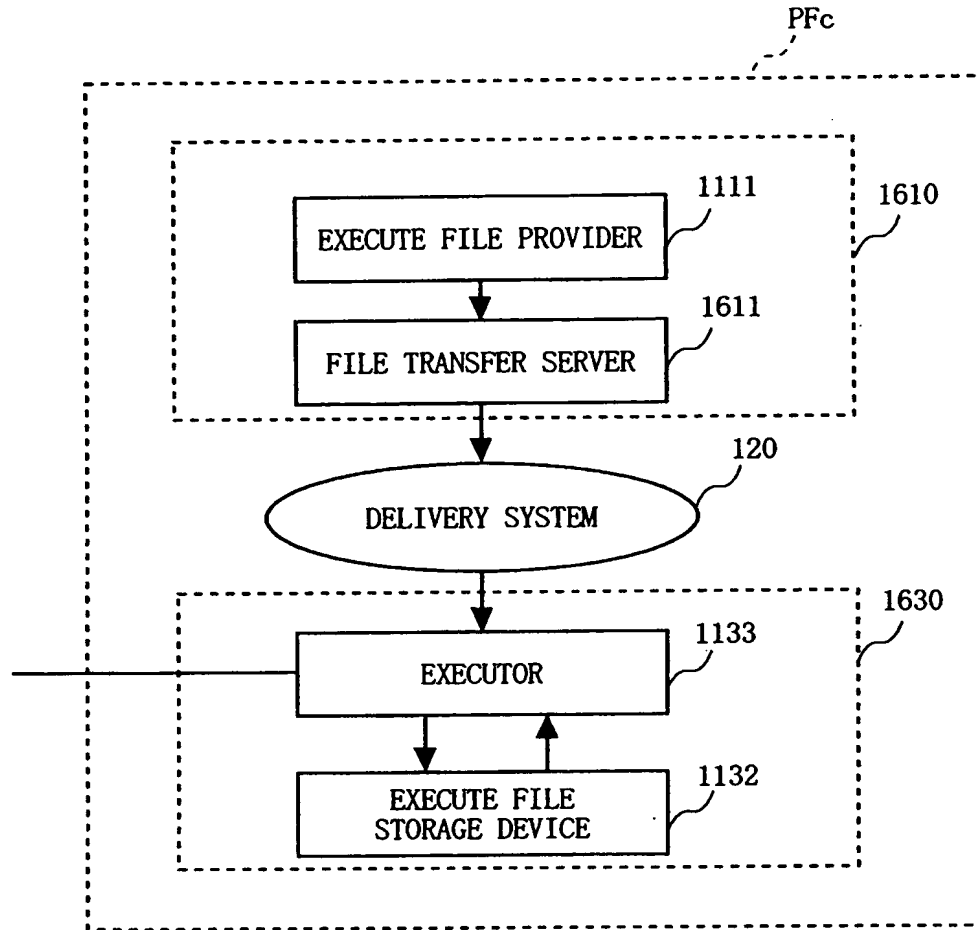 PFc
1111
1610
EXECUTE FILE PROVIDER
1611
FILE TRANSFER SERVER
120
DELIVERY SYSTEM
1630
1133
EXECUTOR
1132
EXECUTE FILE
STORAGE DEVICE